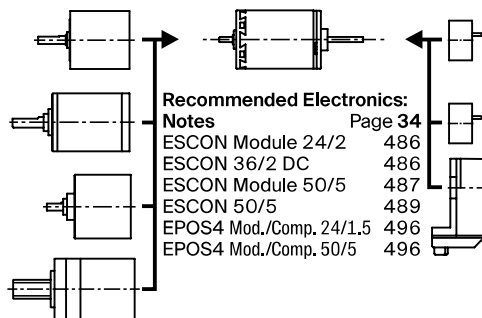 Recommended Electronics:
Notes Page 34
ESCON Module 24/2 486
ESCON 36/2 DC 486
ESCON Module 50/5 487
ESCON 50/5 489
EPOS4 Mod./Comp. 24/1.5 496
EPOS4 Mod./Comp. 50/5 496